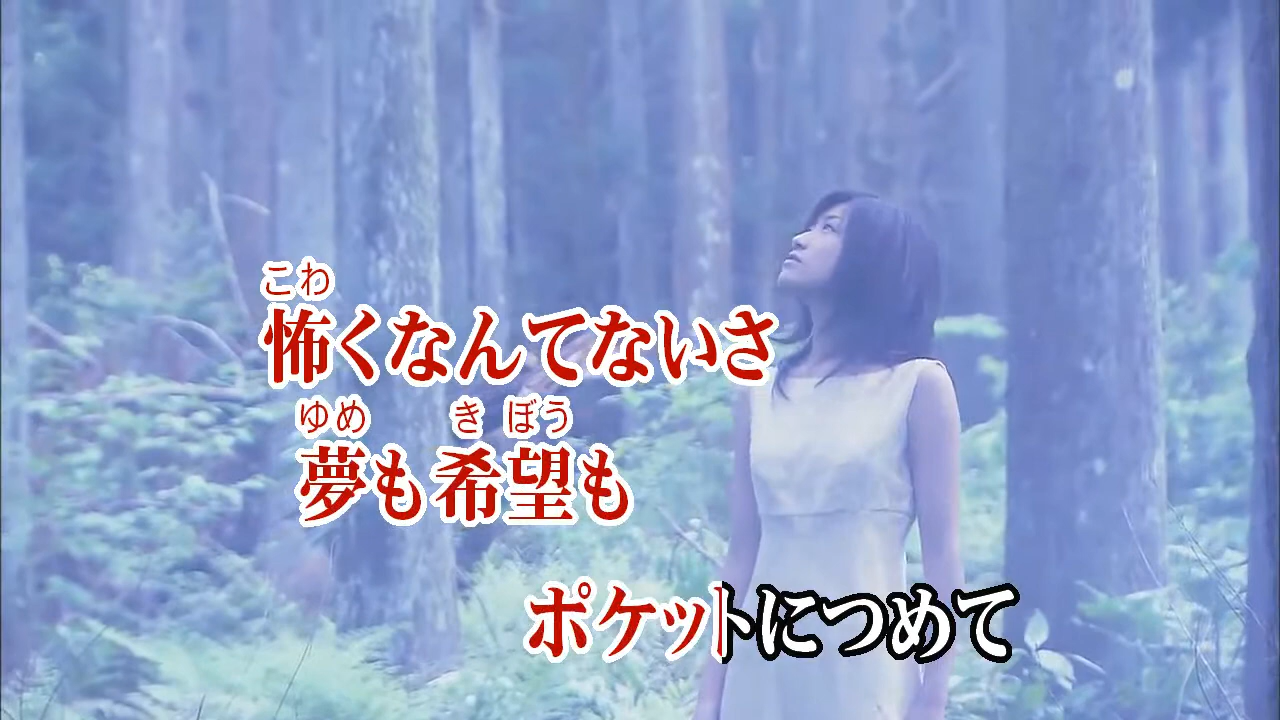 こわ
怖くなんてないさ
ゆめ き ぼう
夢も希望も
ポケットにつめて